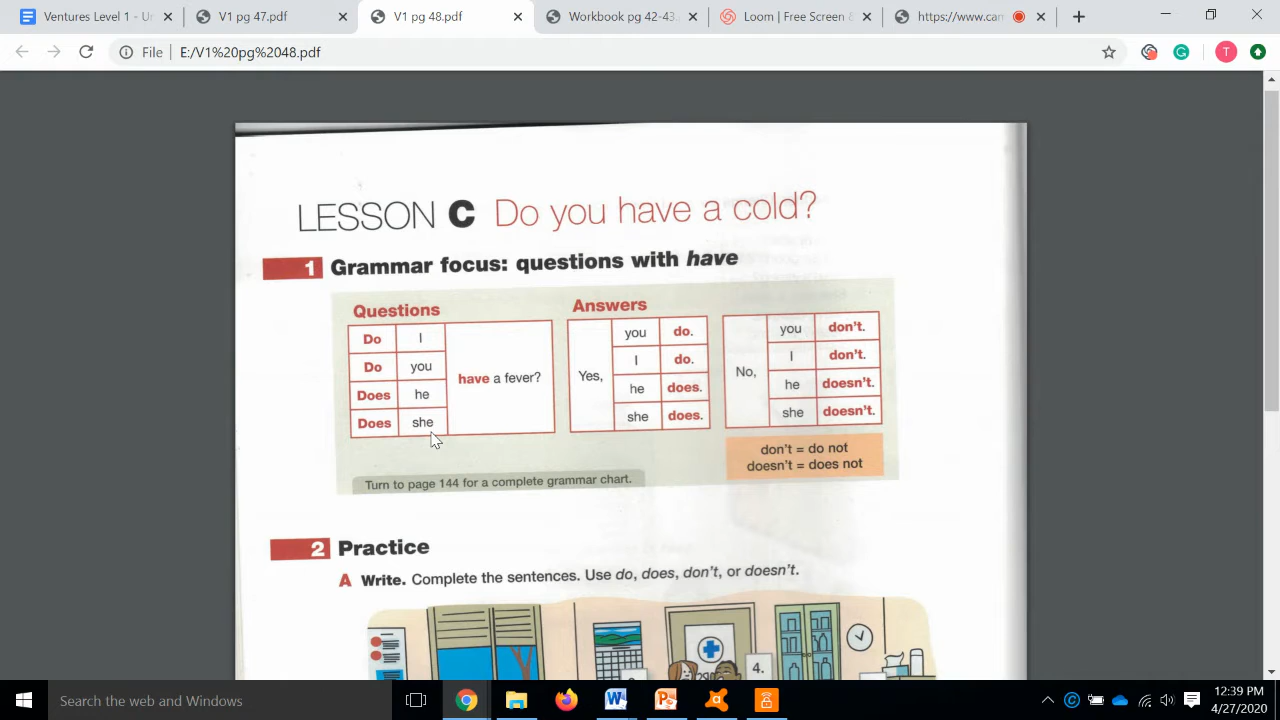 Ventures Level 1 - Ur
V1 pg 47.pdf
V1 pg 48.pdf
Workbook pg 42-43.
Loom | Free Screen &
https://www.cam
File | E:/V1%20pg%2048.pdf
T
LESSON C Do you have a cold?
1 Grammar focus: questions with have
Questions
Do I
Do you
Does he
Does she
have a fever?
Answers
Yes,
you do.
I do.
he does.
she does.
No,
you don't.
I don't.
he doesn't.
she doesn't.
don't = do not
doesn't = does not
Turn to page 144 for a complete grammar chart.
2 Practice
A Write. Complete the sentences. Use do, does, don't, or doesn't.
4.
Search the web and Windows
12:39 PM
4/27/2020